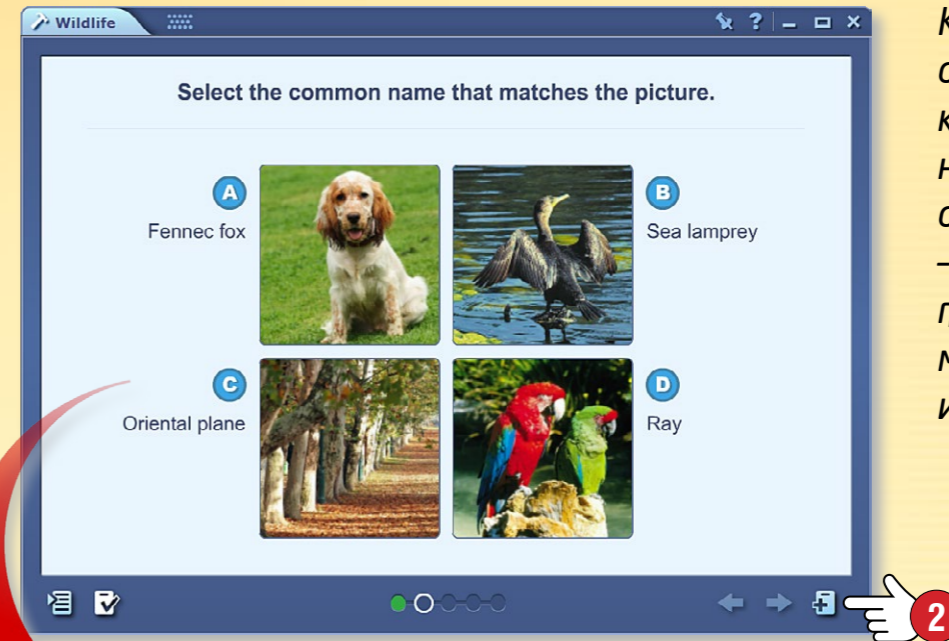 Wildlife
?
Select the common name that matches the picture.
A
Fennec fox
B
Sea lamprey
C
Oriental plane
D
Ray
2